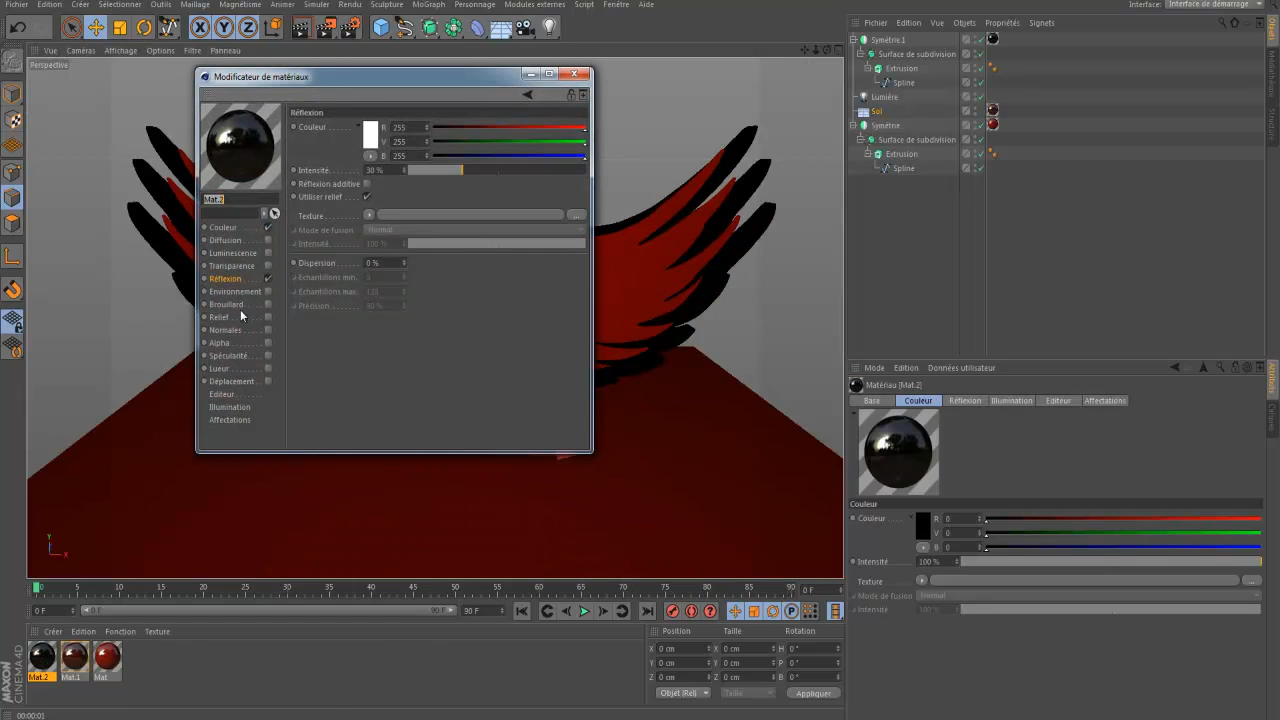 Fichier Edition Créer Sélectionner Outils Maillage Magnétisme Animer Simuler Rendu Sculpture MoGraph Personnage Modules externes Script Fenêtre Aide
Interface: Interface de démarrage
Vue Caméras Affichage Options Filtre Panneau
Perspective
Modificateur de matériaux
Mat.2
Couleur
Diffusion
Luminescence
Transparence
Réflexion
Environnement
Brouillard
Relief
Normales
Alpha
Spécularité
Lueur
Déplacement
Editeur
Illumination
Affectations
Réflexion
Couleur R 255
V 255
B 255
Intensité 30 %
Réflexion additive
Utiliser relief
Texture ...
Mode de fusion Normal
Intensité 100 %
Dispersion 0 %
Echantillons min. 5
Echantillons max. 128
Précision 90 %
Y
X
0 5 10 15 20 25 30 35 40 45 50 55 60 65 70 75 80 85 90 0 F
0 F 0 F 90 F 90 F
Créer Edition Fonction Texture
Mat.2 Mat.1 Mat
MAXON CINEMA 4D
00:00:01
Position Taille Rotation
X 0 cm X 0 cm H 0 °
Y 0 cm Y 0 cm P 0 °
Z 0 cm Z 0 cm B 0 °
Objet (Rel) Taille Appliquer
Fichier Edition Vue Objets Propriétés Signets
Symétrie.1
Surface de subdivision
Extrusion
Spline
Lumière
Sol
Symétrie
Surface de subdivision
Extrusion
Spline
Objets
Structure
Mode Edition Données utilisateur
Matériau [Mat.2]
Base Couleur Réflexion Illumination Editeur Affectations
Couleur
Couleur R 0
V 0
B 0
Intensité 100 %
Texture ...
Mode de fusion Normal
Intensité 100 %
Attributs